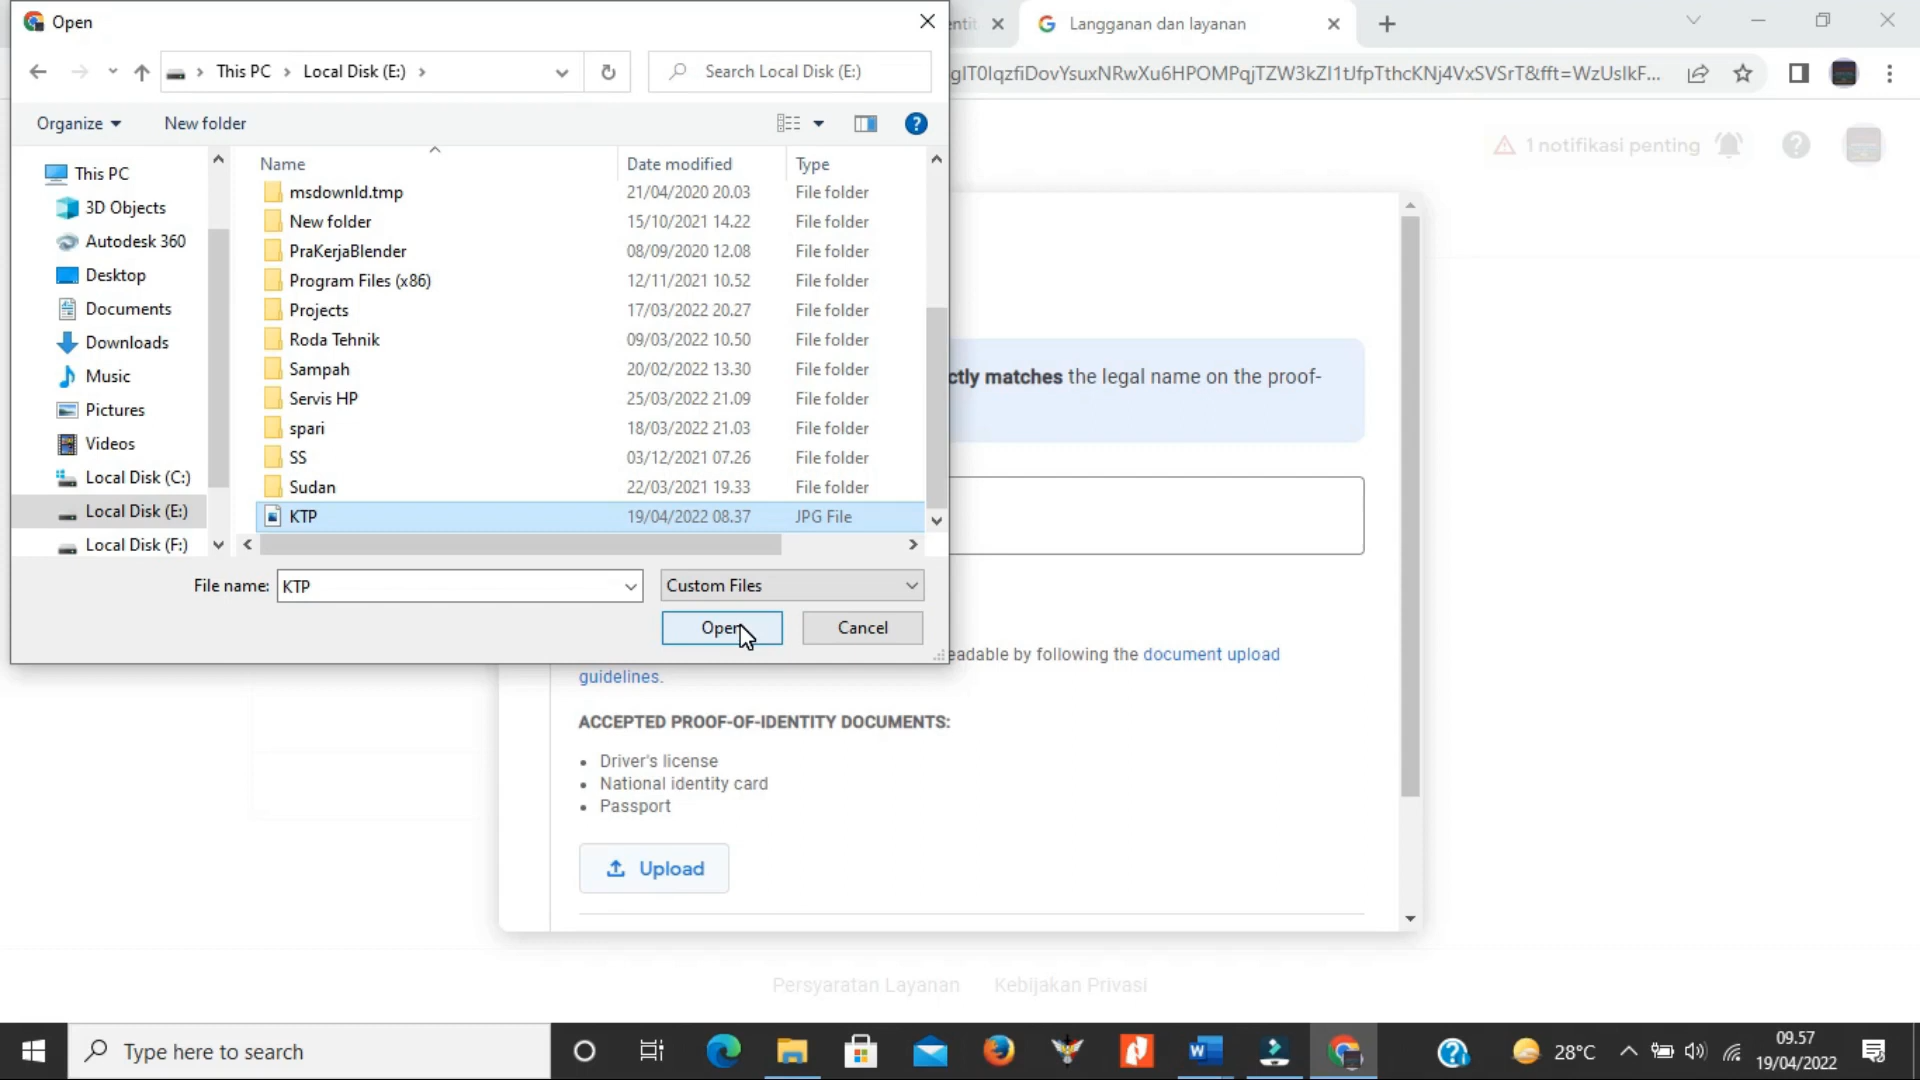 Open
Langganan dan layanan
This PC
Local Disk (E:)
Search Local Disk (E:)
Organize
New folder
1 notifikasi penting
Name
Date modified
Type
This PC
3D Objects
Autodesk 360
Desktop
Documents
Downloads
Music
Pictures
Videos
Local Disk (C:)
Local Disk (E:)
Local Disk (F:)
msdownld.tmp 21/04/2020 20.03 File folder
New folder 15/10/2021 14.22 File folder
PraKerjaBlender 08/09/2020 12.08 File folder
Program Files (x86) 12/11/2021 10.52 File folder
Projects 17/03/2022 20.27 File folder
Roda Tehnik 09/03/2022 10.50 File folder
Sampah 20/02/2022 13.30 File folder
Servis HP 25/03/2022 21.09 File folder
spari 18/03/2022 21.03 File folder
SS 03/12/2021 07.26 File folder
Sudan 22/03/2021 19.33 File folder
KTP 19/04/2022 08.37 JPG File
File name: KTP
Custom Files
Open
Cancel
ctly matches the legal name on the proof-
eadable by following the document upload
guidelines.
ACCEPTED PROOF-OF-IDENTITY DOCUMENTS:
• Driver's license
• National identity card
• Passport
Upload
Persyaratan Layanan
Kebijakan Privasi
Type here to search
28°C
09.57
19/04/2022